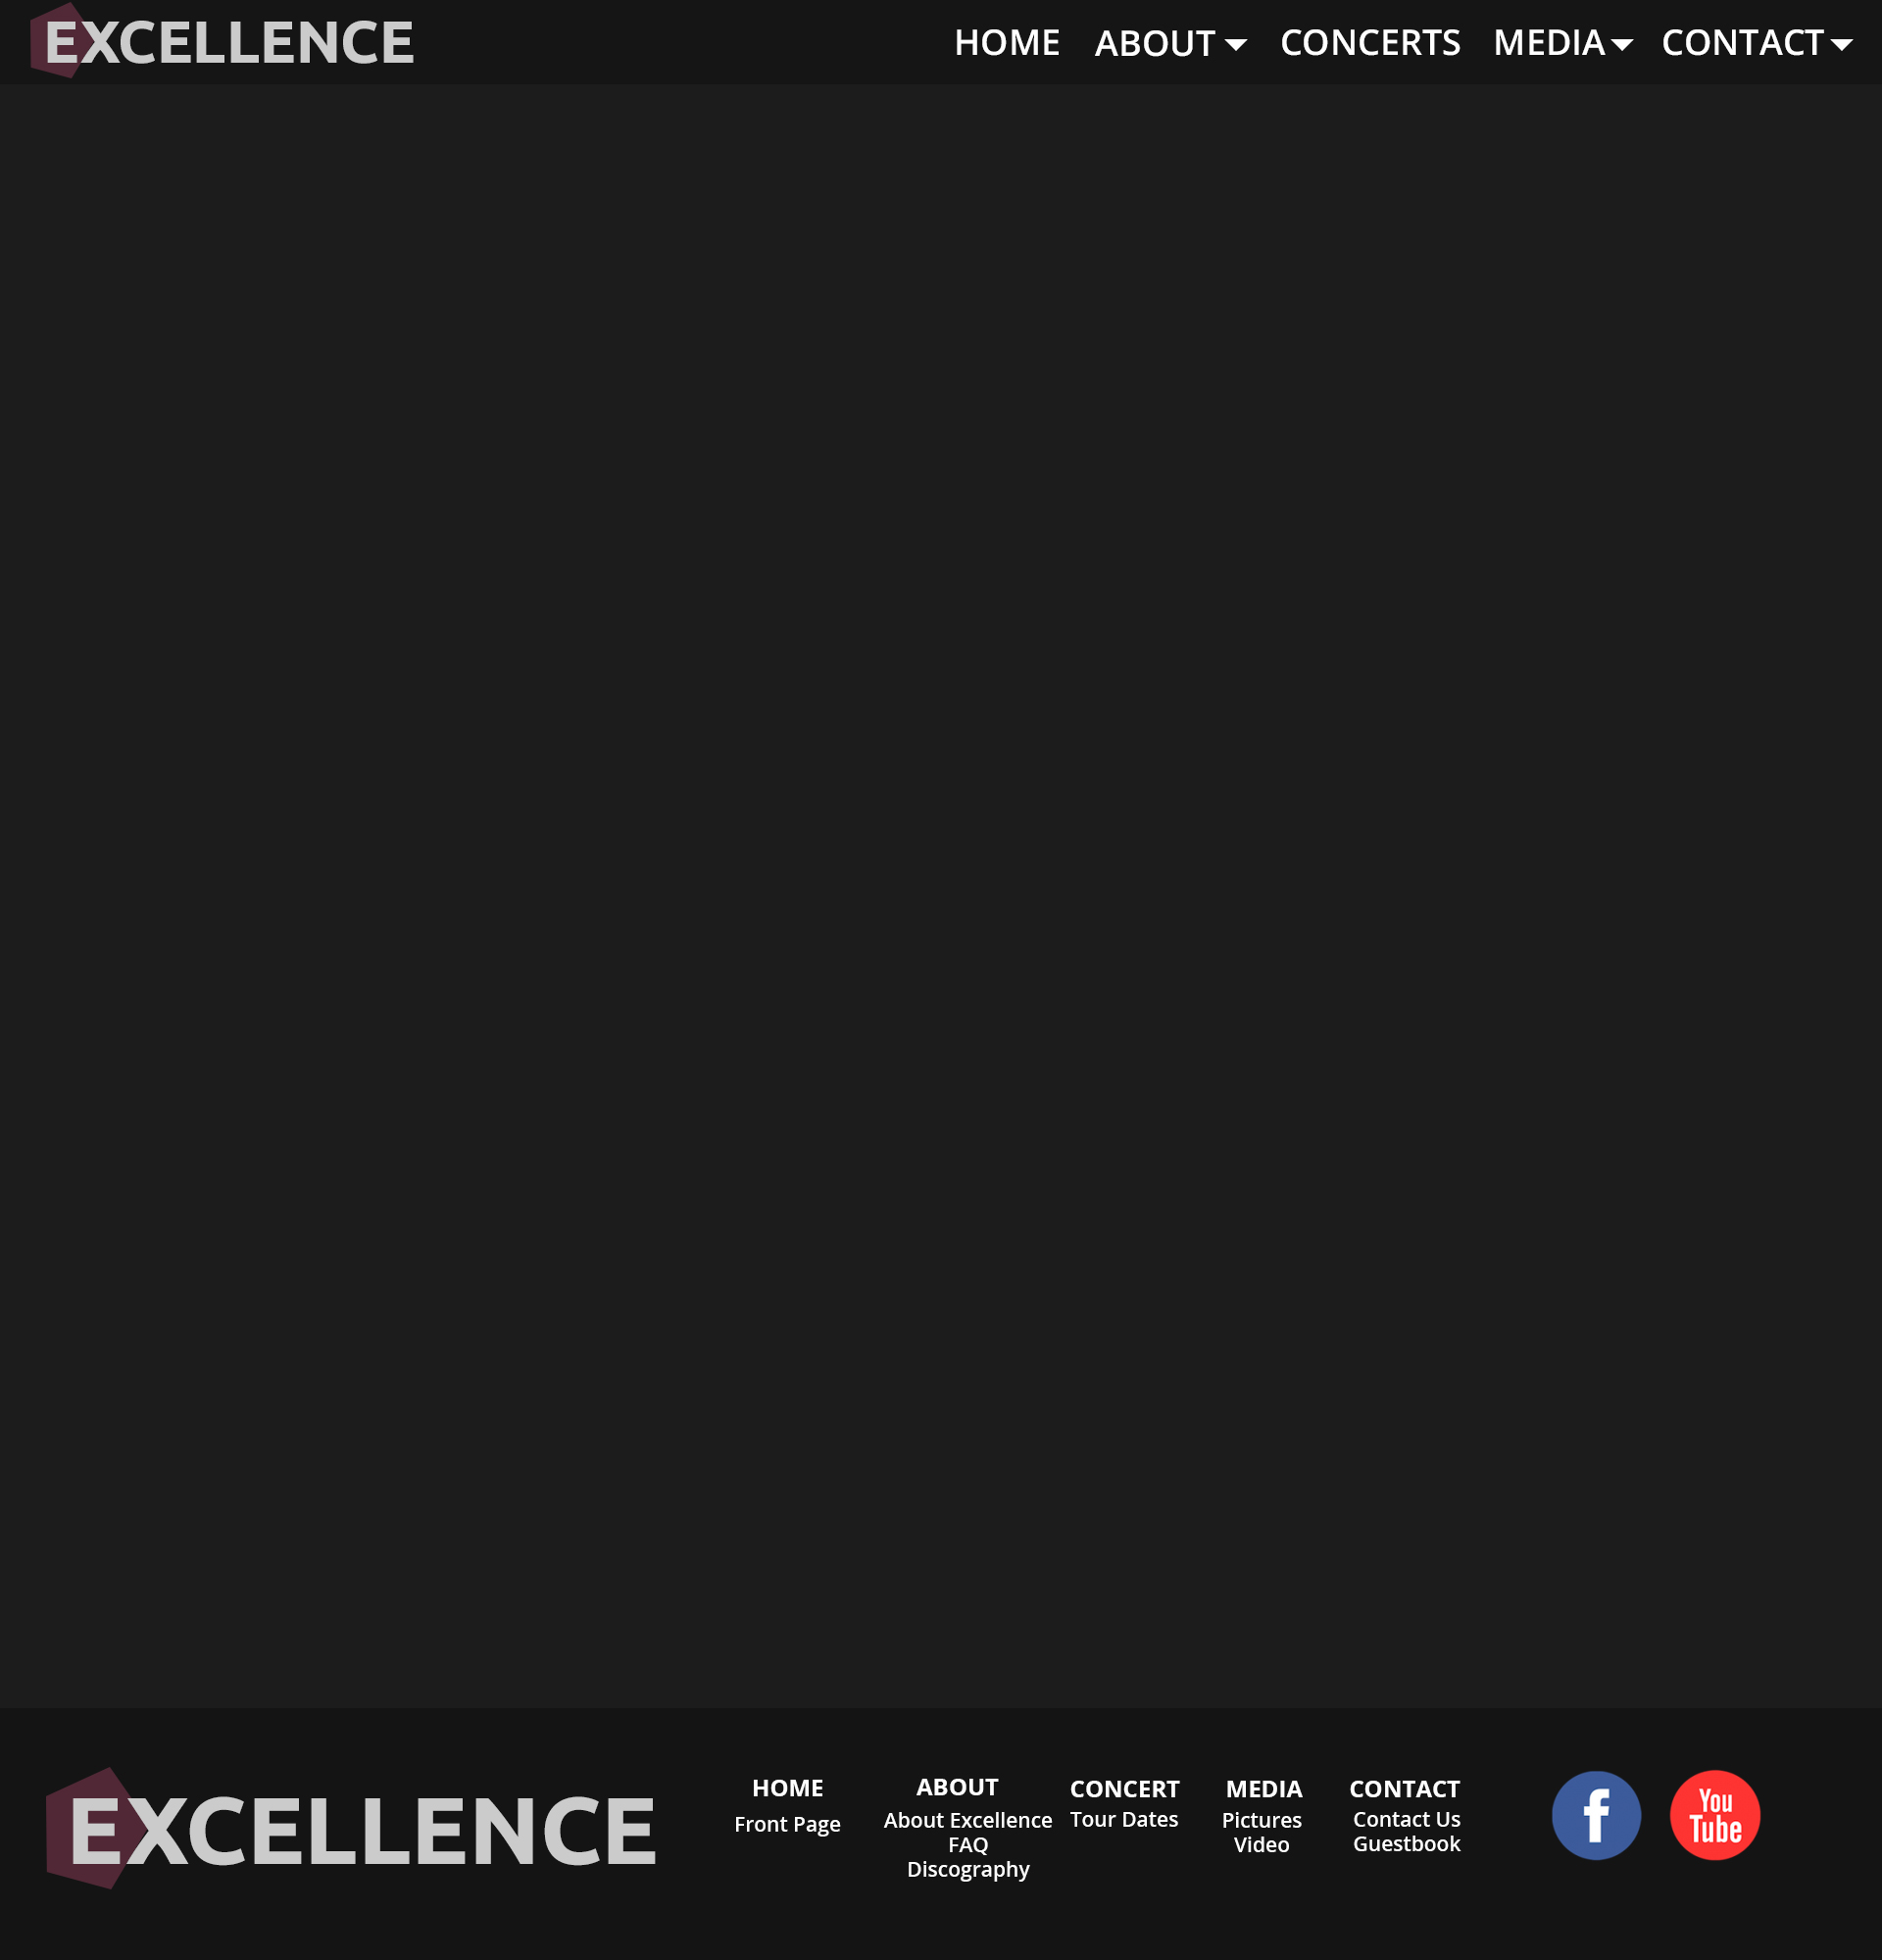 EXCELLENCE
HOME ABOUT CONCERTS MEDIA CONTACT
EXCELLENCE
HOME
Front Page
ABOUT
About Excellence
FAQ
Discography
CONCERT
Tour Dates
MEDIA
Pictures
Video
CONTACT
Contact Us
Guestbook
f
You
Tube